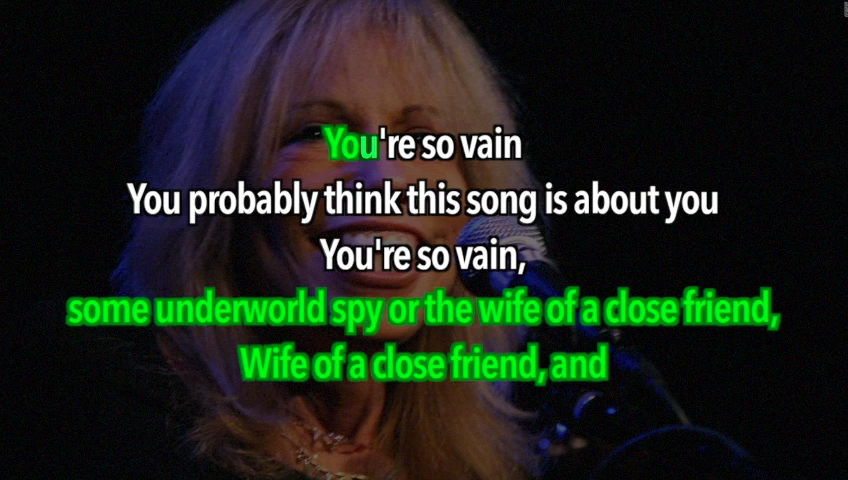 You're so vain
You probably think this song is about you
You're so vain,
some underworld spy or the wife of a close friend,
Wife of a close friend, and